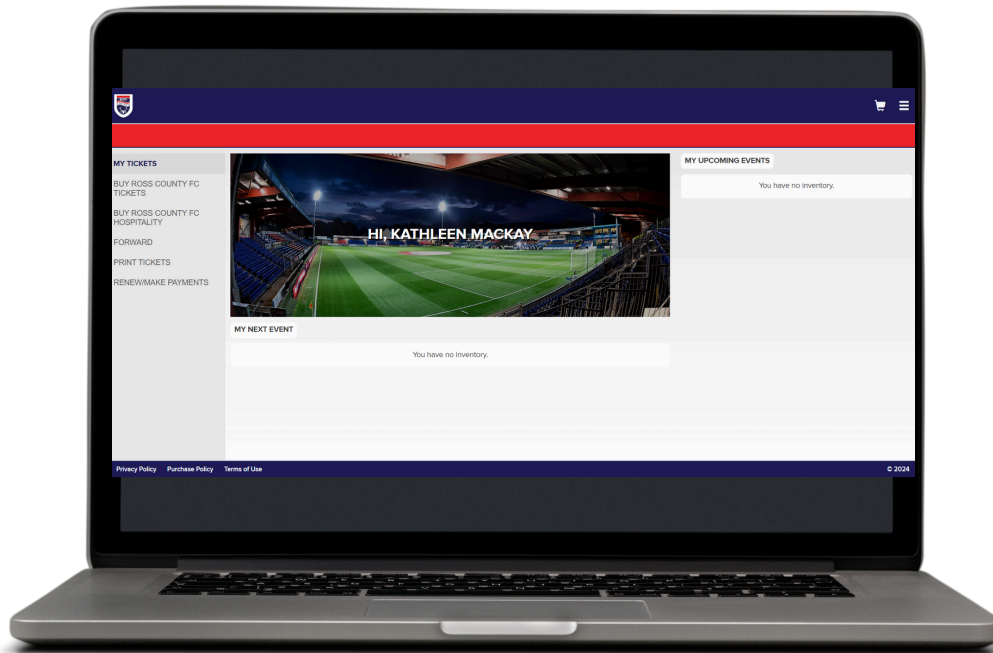 MY TICKETS
BUY ROSS COUNTY FC
TICKETS
BUY ROSS COUNTY FC
HOSPITALITY
FORWARD
PRINT TICKETS
RENEW/MAKE PAYMENTS
HI, KATHLEEN MACKAY
MY NEXT EVENT
You have no inventory.
MY UPCOMING EVENTS
You have no inventory.
Privacy Policy Purchase Policy Terms of Use
© 2024